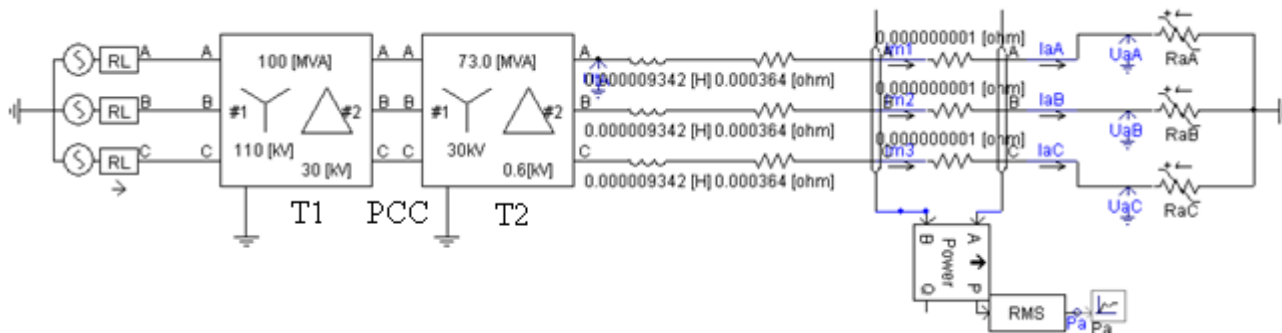 RL
RL
RL
A
B
C
A
B
C
100 [MVA]
#1
#2
110 [kV]
30 [kV]
T1
A
B
C
PCC
A
B
C
73.0 [MVA]
#1
#2
30kV
0.6[kV]
T2
A
B
C
0.000009342 [H] 0.000364 [ohm]
0.000009342 [H] 0.000364 [ohm]
0.000009342 [H] 0.000364 [ohm]
0.000000001 [ohm]
0.000000001 [ohm]
0.000000001 [ohm]
A
B
C
Im1
Im2
Im3
A
B
C
IaA
IaB
IaC
UaA
UaB
UaC
RaA
RaB
RaC
B
A
Power
Q
P
RMS
Pa
Pa